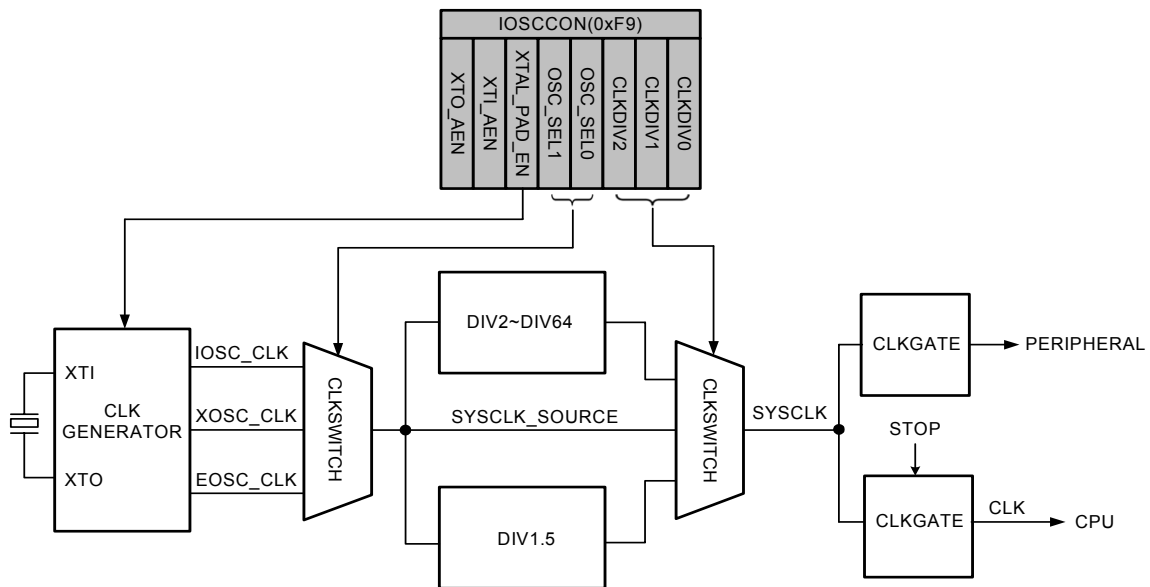 IOSCCON(0xF9)
XTO_AEN
XTI_AEN
XTAL_PAD_EN
OSC_SEL1
OSC_SEL0
CLKDIV2
CLKDIV1
CLKDIV0
XTI
CLK
GENERATOR
XTO
IOSC_CLK
XOSC_CLK
EOSC_CLK
CLKSWITCH
DIV2~DIV64
SYSCLK_SOURCE
DIV1.5
CLKSWITCH
SYSCLK
CLKGATE
PERIPHERAL
STOP
CLKGATE
CLK
CPU